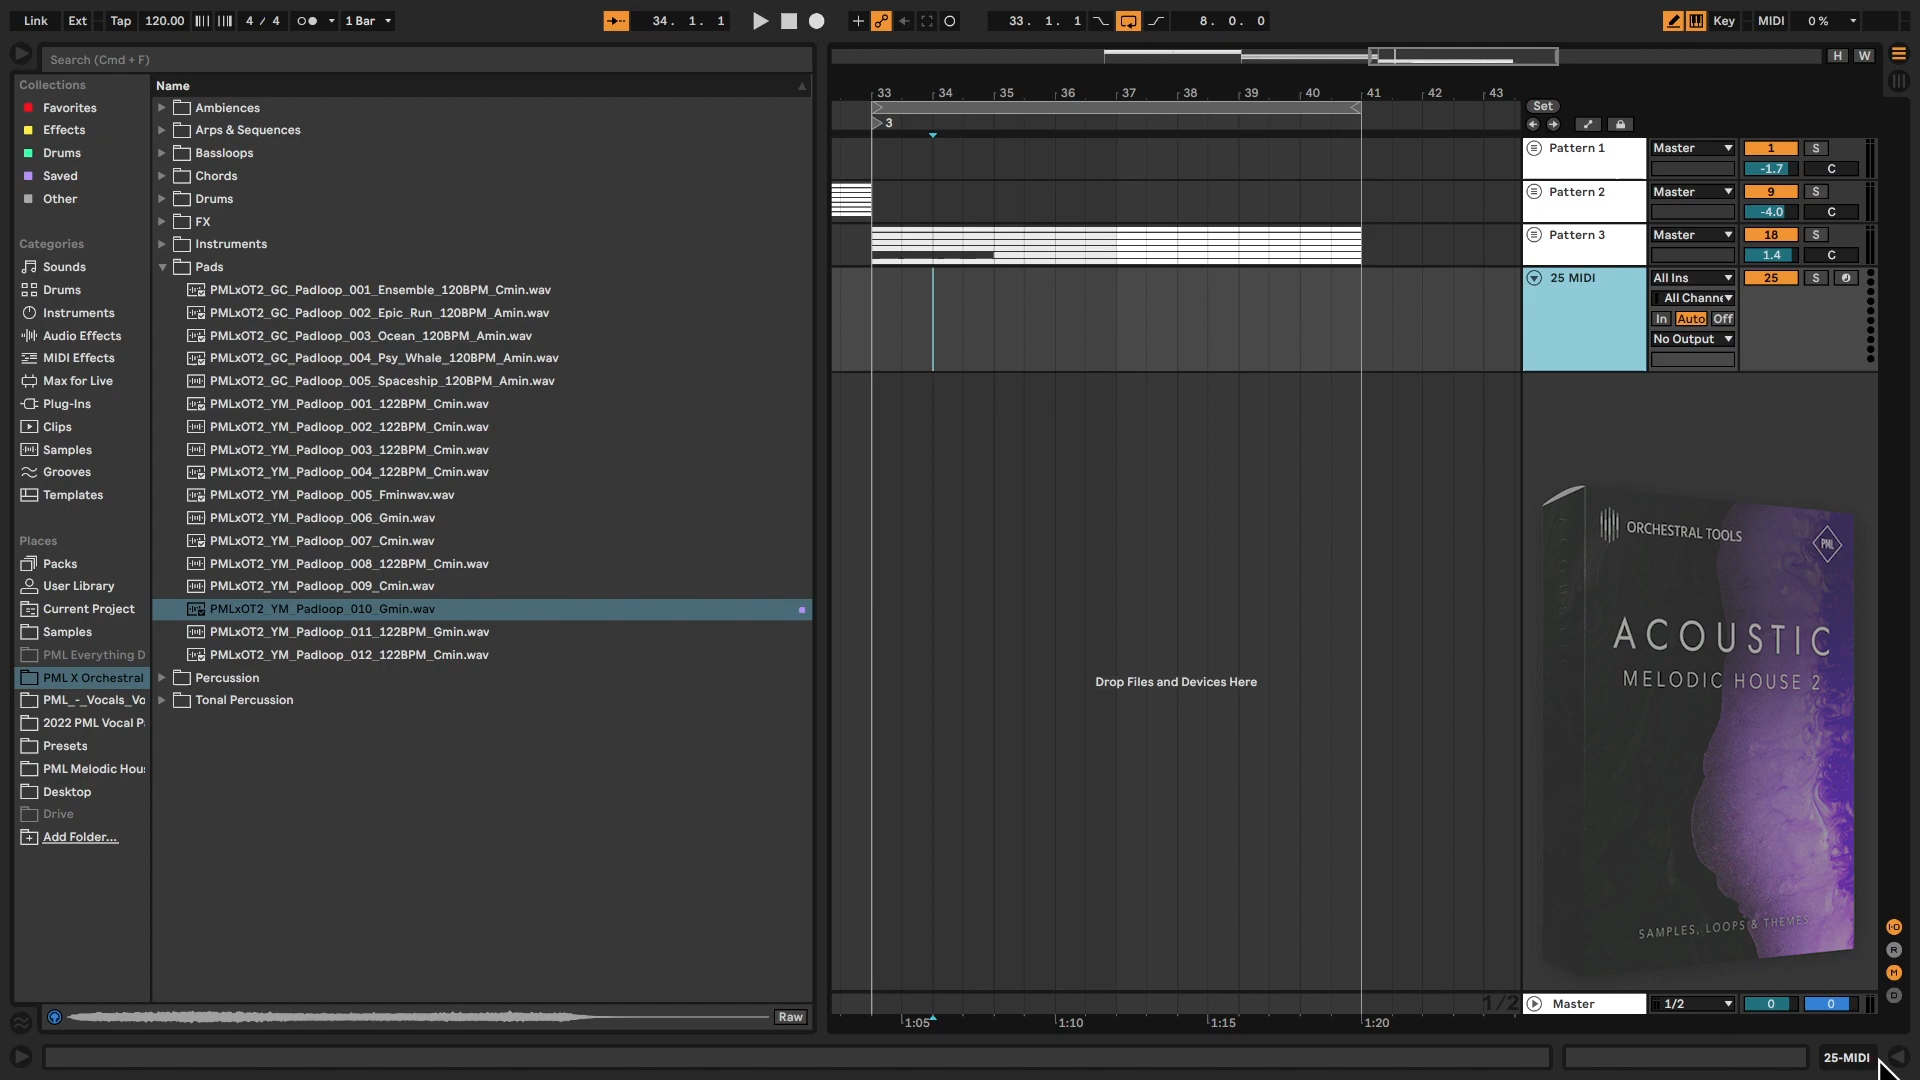 Link Ext Tap 120.00 4 / 4 1 Bar 34. 1. 1 33. 1. 1 8. 0. 0 Key MIDI 0 %
Search (Cmd + F)
H W
Collections
Favorites
Effects
Drums
Saved
Other
Categories
Sounds
Drums
Instruments
Audio Effects
MIDI Effects
Max for Live
Plug-Ins
Clips
Samples
Grooves
Templates
Places
Packs
User Library
Current Project
Samples
PML Everything D
PML X Orchestral
PML_-_Vocals_Vo
2022 PML Vocal P
Presets
PML Melodic Hou
Desktop
Drive
Add Folder...
Name
Ambiences
Arps & Sequences
Bassloops
Chords
Drums
FX
Instruments
Pads
PMLxOT2_GC_Padloop_001_Ensemble_120BPM_Cmin.wav
PMLxOT2_GC_Padloop_002_Epic_Run_120BPM_Amin.wav
PMLxOT2_GC_Padloop_003_Ocean_120BPM_Amin.wav
PMLxOT2_GC_Padloop_004_Psy_Whale_120BPM_Amin.wav
PMLxOT2_GC_Padloop_005_Spaceship_120BPM_Amin.wav
PMLxOT2_YM_Padloop_001_122BPM_Cmin.wav
PMLxOT2_YM_Padloop_002_122BPM_Cmin.wav
PMLxOT2_YM_Padloop_003_122BPM_Cmin.wav
PMLxOT2_YM_Padloop_004_122BPM_Cmin.wav
PMLxOT2_YM_Padloop_005_Fminwav.wav
PMLxOT2_YM_Padloop_006_Gmin.wav
PMLxOT2_YM_Padloop_007_Cmin.wav
PMLxOT2_YM_Padloop_008_122BPM_Cmin.wav
PMLxOT2_YM_Padloop_009_Cmin.wav
PMLxOT2_YM_Padloop_010_Gmin.wav
PMLxOT2_YM_Padloop_011_122BPM_Gmin.wav
PMLxOT2_YM_Padloop_012_122BPM_Cmin.wav
Percussion
Tonal Percussion
Raw
33 34 35 36 37 38 39 40 41 42 43
3
Drop Files and Devices Here
1/2
1:05 1:10 1:15 1:20
Set
Pattern 1 Master 1 S
-1.7 C
Pattern 2 Master 9 S
-4.0 C
Pattern 3 Master 18 S
1.4 C
25 MIDI All Ins 25 S
All Channe
In Auto Off
No Output
ORCHESTRAL TOOLS
PML
ACOUSTIC
MELODIC HOUSE 2
SAMPLES, LOOPS & THEMES
I·O
R
M
D
Master 1/2 0 0
25-MIDI